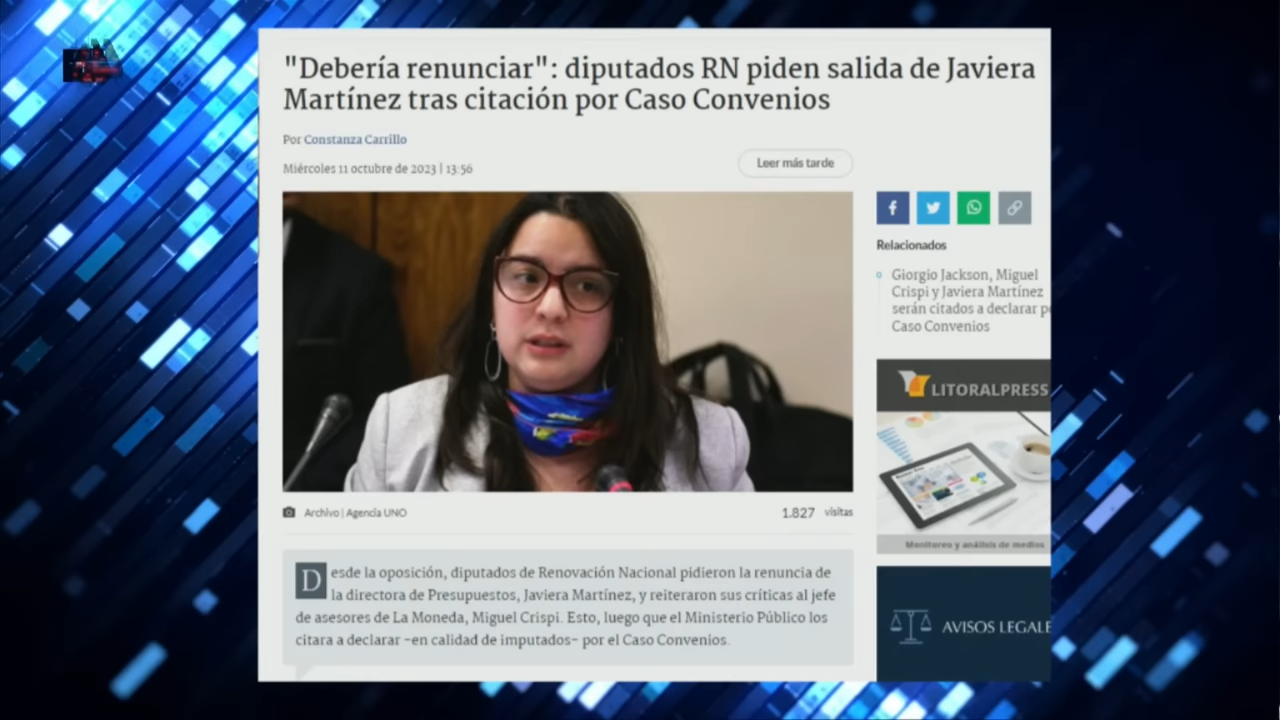 "Debería renunciar": diputados RN piden salida de Javiera
Martínez tras citación por Caso Convenios
Por Constanza Carrillo
Miércoles 11 octubre de 2023 | 13:56
Leer más tarde
Relacionados
Giorgio Jackson, Miguel
Crispi y Javiera Martínez
serán citados a declarar p
Caso Convenios
LITORALPRESS
Monitoreo y análisis de medios
Archivo | Agencia UNO
1.827 visitas
Desde la oposición, diputados de Renovación Nacional pidieron la renuncia de
la directora de Presupuestos, Javiera Martínez, y reiteraron sus críticas al jefe
de asesores de La Moneda, Miguel Crispi. Esto, luego que el Ministerio Público los
citara a declarar -en calidad de imputados- por el Caso Convenios.
AVISOS LEGALE